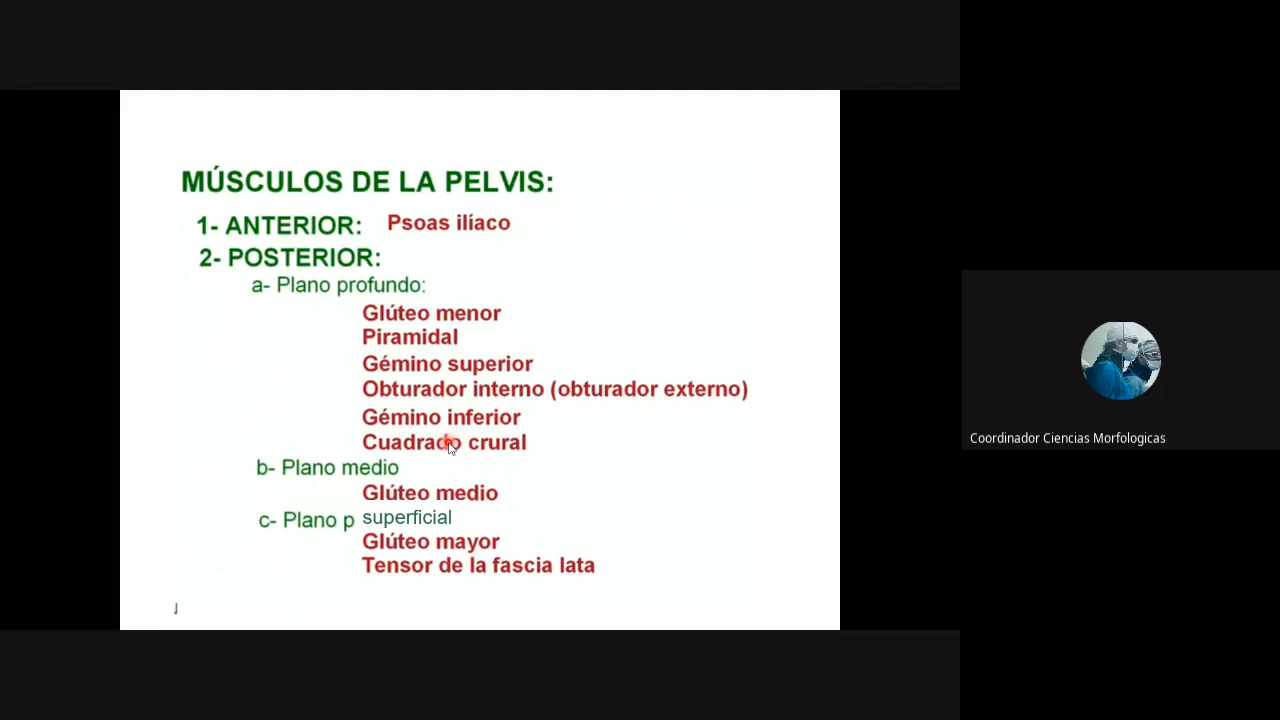 MÚSCULOS DE LA PELVIS:
1- ANTERIOR: Psoas ilíaco
2- POSTERIOR:
a- Plano profundo:
Glúteo menor
Piramidal
Gémino superior
Obturador interno (obturador externo)
Gémino inferior
Cuadrado crural
b- Plano medio
Glúteo medio
c- Plano p superficial
Glúteo mayor
Tensor de la fascia lata
Coordinador Ciencias Morfologicas